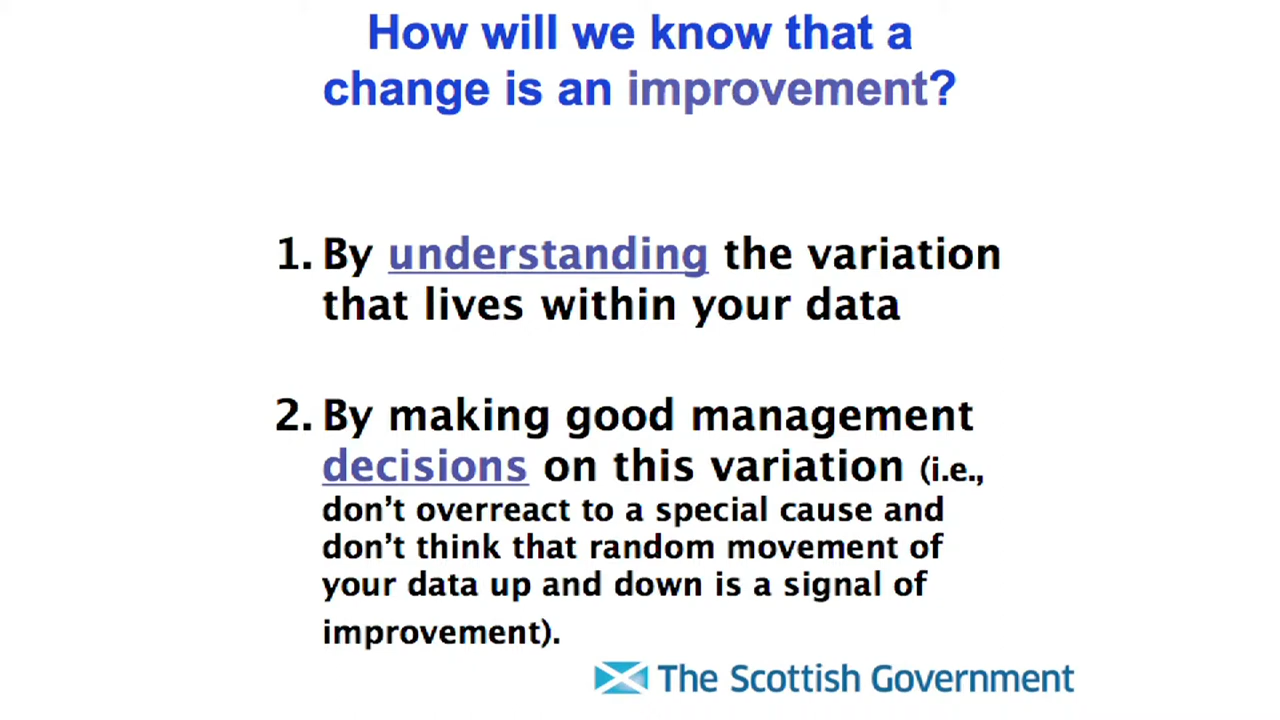 How will we know that a
change is an improvement?
1. By understanding the variation
that lives within your data
2. By making good management
decisions on this variation (i.e.,
don’t overreact to a special cause and
don’t think that random movement of
your data up and down is a signal of
improvement).
The Scottish Government